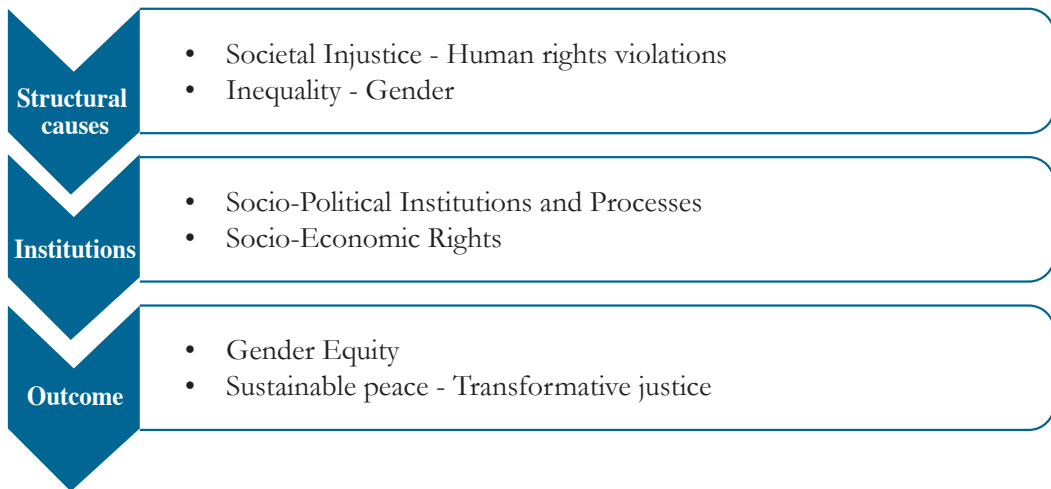 Structural
causes
• Societal Injustice - Human rights violations
• Inequality - Gender
Institutions
• Socio-Political Institutions and Processes
• Socio-Economic Rights
Outcome
• Gender Equity
• Sustainable peace - Transformative justice